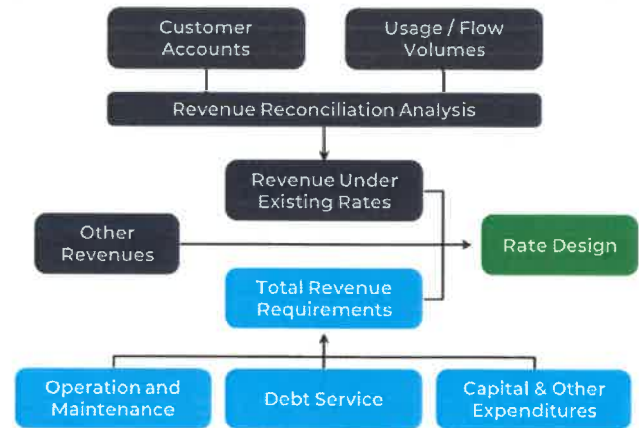 Customer
Accounts
Usage / Flow
Volumes
Revenue Reconciliation Analysis
Revenue Under
Existing Rates
Other
Revenues
Rate Design
Total Revenue
Requirements
Operation and
Maintenance
Debt Service
Capital & Other
Expenditures